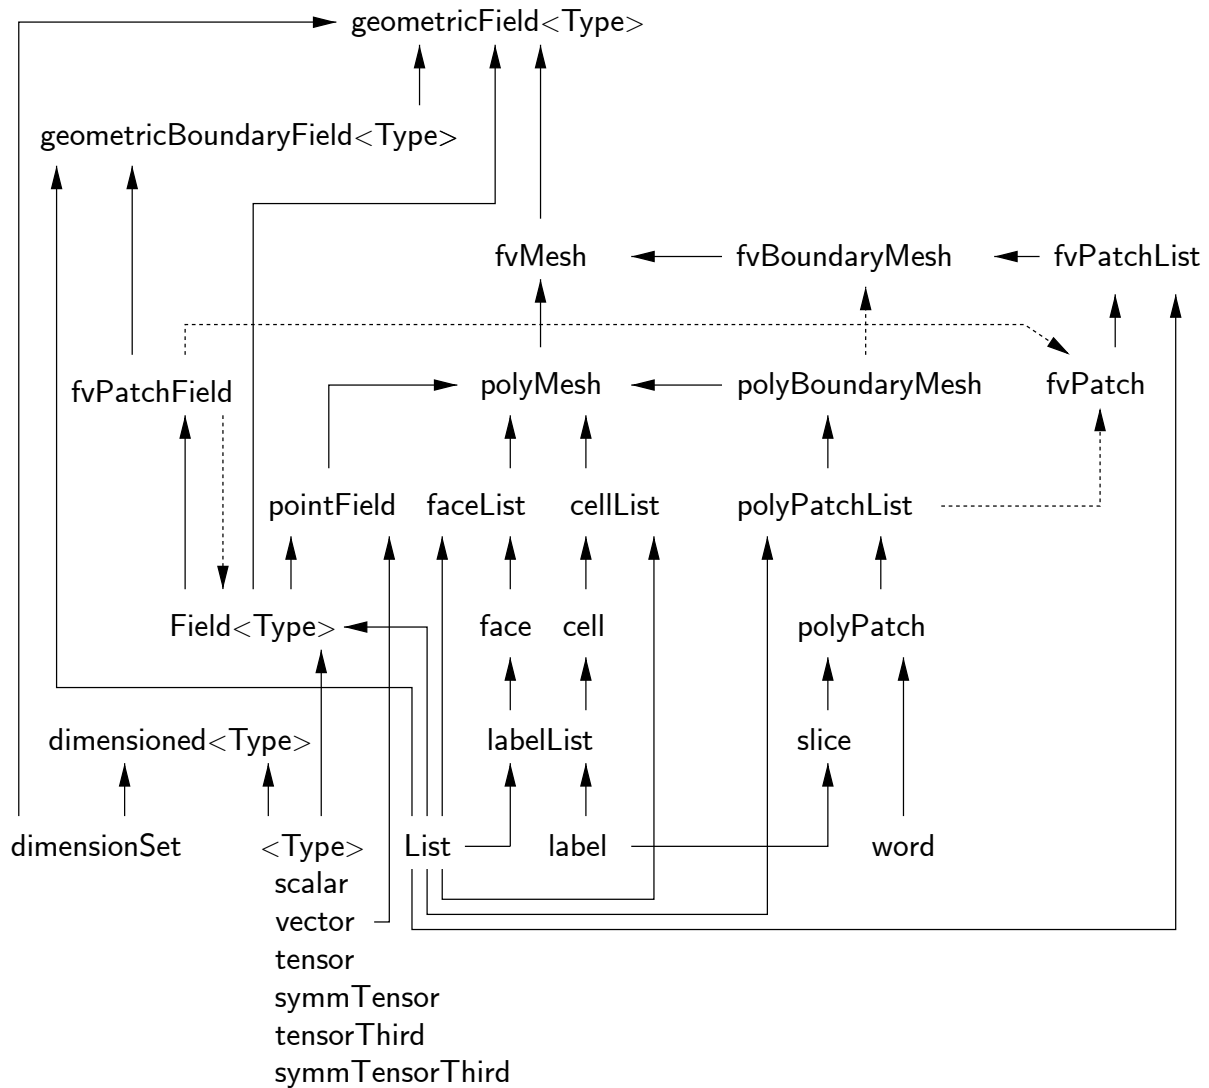 geometricField<Type>
geometricBoundaryField<Type>
fvMesh fvBoundaryMesh fvPatchList
fvPatchField polyMesh polyBoundaryMesh fvPatch
pointField faceList cellList polyPatchList
Field<Type> face cell polyPatch
dimensioned<Type> labelList slice
dimensionSet <Type> List label word
scalar
vector
tensor
symmTensor
tensorThird
symmTensorThird